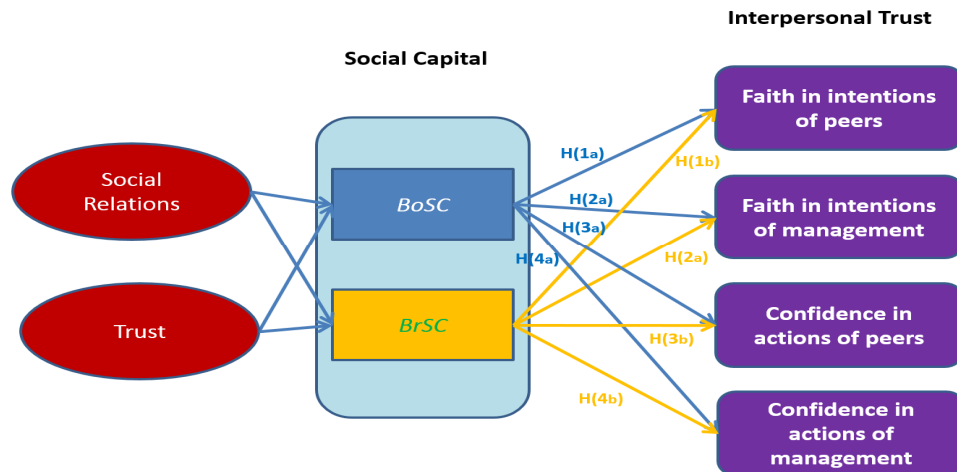 Interpersonal Trust
Social Capital
Faith in intentions
of peers
H(1a)
H(1b)
Social
Relations
BoSC
H(2a)
Faith in intentions
of management
H(3a)
H(4a)
H(2a)
Trust
BrSC
Confidence in
actions of peers
H(3b)
H(4b)
Confidence in
actions of
management